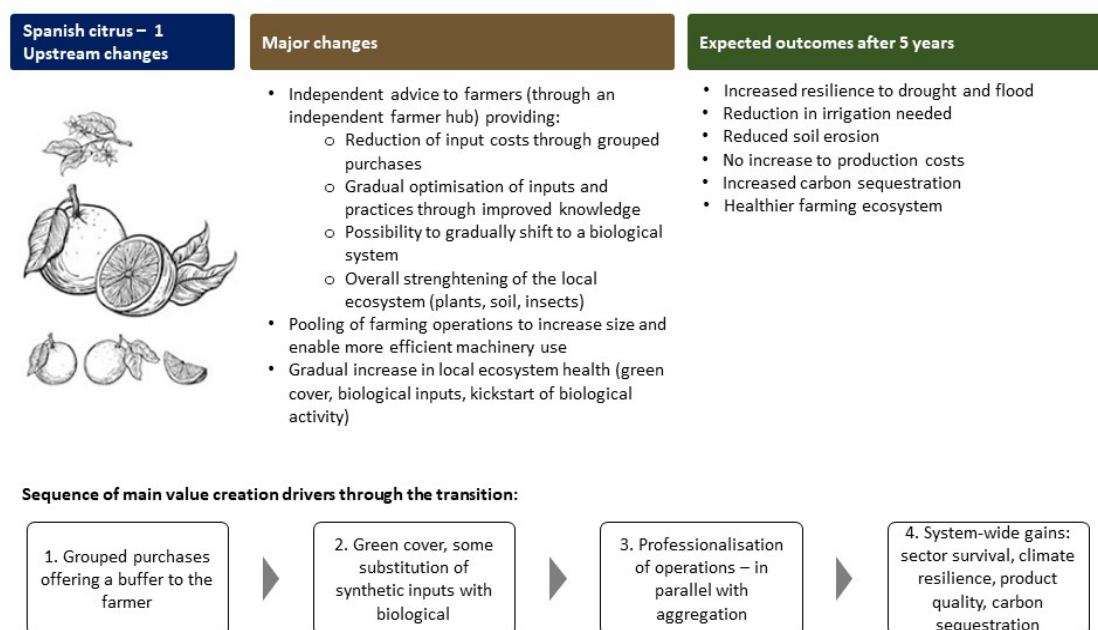 Spanish citrus – 1
Upstream changes
Major changes
Expected outcomes after 5 years
• Independent advice to farmers (through an
independent farmer hub) providing:
o Reduction of input costs through grouped
purchases
o Gradual optimisation of inputs and
practices through improved knowledge
o Possibility to gradually shift to a biological
system
o Overall strenghtening of the local
ecosystem (plants, soil, insects)
• Pooling of farming operations to increase size and
enable more efficient machinery use
• Gradual increase in local ecosystem health (green
cover, biological inputs, kickstart of biological
activity)
• Increased resilience to drought and flood
• Reduction in irrigation needed
• Reduced soil erosion
• No increase to production costs
• Increased carbon sequestration
• Healthier farming ecosystem
Sequence of main value creation drivers through the transition:
1. Grouped purchases
offering a buffer to the
farmer
2. Green cover, some
substitution of
synthetic inputs with
biological
3. Professionalisation
of operations – in
parallel with
aggregation
4. System-wide gains:
sector survival, climate
resilience, product
quality, carbon
sequestration